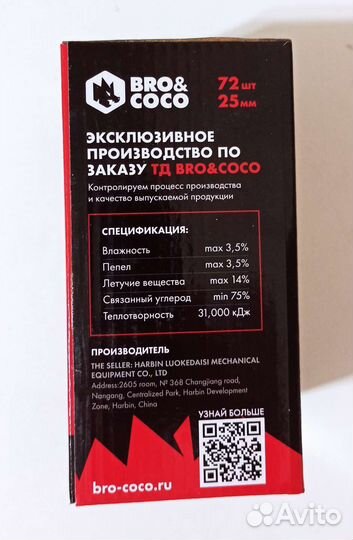 BRO&
COCO
72 шт
25 мм
ЭКСКЛЮЗИВНОЕ
ПРОИЗВОДСТВО ПО
ЗАКАЗУ ТД BRO&COCO
Контролируем процесс производства
и качество выпускаемой продукции
СПЕЦИФИКАЦИЯ:
Влажность max 3,5%
Пепел max 3,5%
Летучие вещества max 14%
Связанный углерод min 75%
Теплотворность 31,000 кДж
ПРОИЗВОДИТЕЛЬ
THE SELLER: HARBIN LUOKEDAISI MECHANICAL
EQUIPMENT CO., LTD
Address:2605 room, № 368 Changjiang road,
Nangang, Centralized Park, Harbin Development
Zone, Harbin, China
УЗНАЙ БОЛЬШЕ
bro-coco.ru
Avito